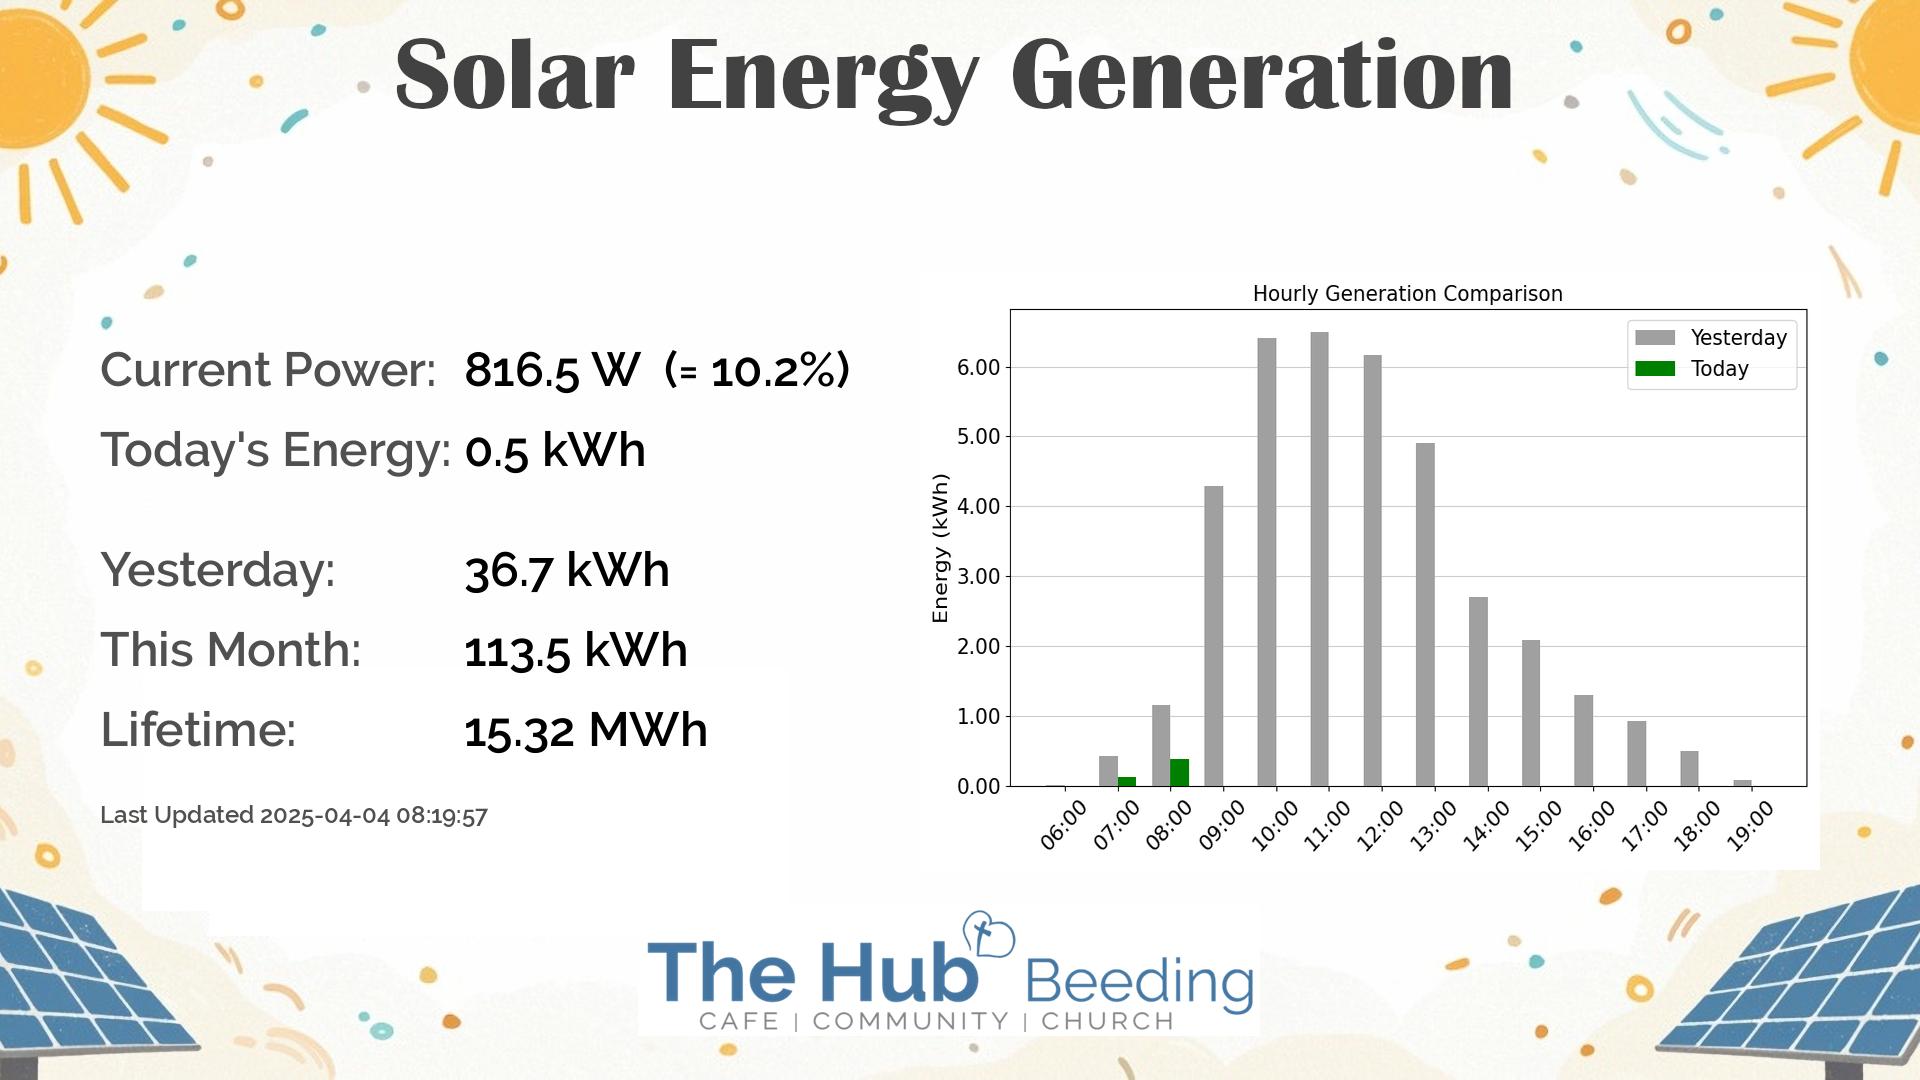 Solar Energy Generation
Current Power: 816.5 W (= 10.2%)
Today's Energy: 0.5 kWh
Yesterday: 36.7 kWh
This Month: 113.5 kWh
Lifetime: 15.32 MWh
Last Updated 2025-04-04 08:19:57
Hourly Generation Comparison
Yesterday
Today
Energy (kWh)
6.00
5.00
4.00
3.00
2.00
1.00
0.00
06:00 07:00 08:00 09:00 10:00 11:00 12:00 13:00 14:00 15:00 16:00 17:00 18:00 19:00
The Hub Beeding
CAFE | COMMUNITY | CHURCH